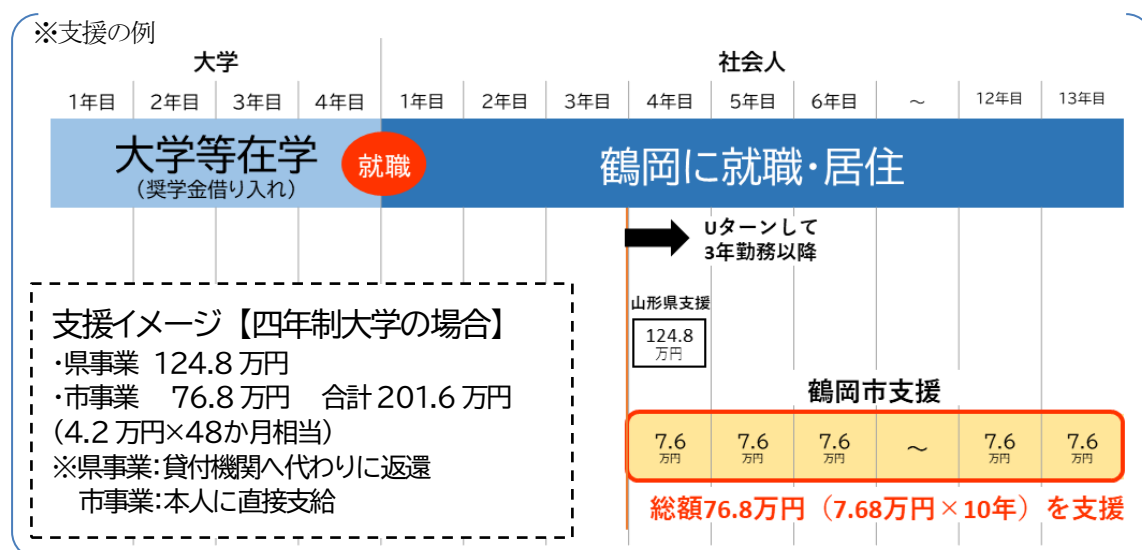 ※支援の例
大学 社会人
1年目 2年目 3年目 4年目 1年目 2年目 3年目 4年目 5年目 6年目 ～ 12年目 13年目
大学等在学
(奨学金借り入れ)
就職
鶴岡に就職・居住
Uターンして
3年勤務以降
山形県支援
124.8
万円
支援イメージ【四年制大学の場合】
・県事業 124.8万円
・市事業 76.8万円 合計201.6万円
(4.2万円×48か月相当)
※県事業：貸付機関へ代わりに返還
市事業：本人に直接支給
鶴岡市支援
7.6 7.6 7.6 ～ 7.6 7.6
万円 万円 万円 万円 万円
総額76.8万円（7.68万円×10年）を支援